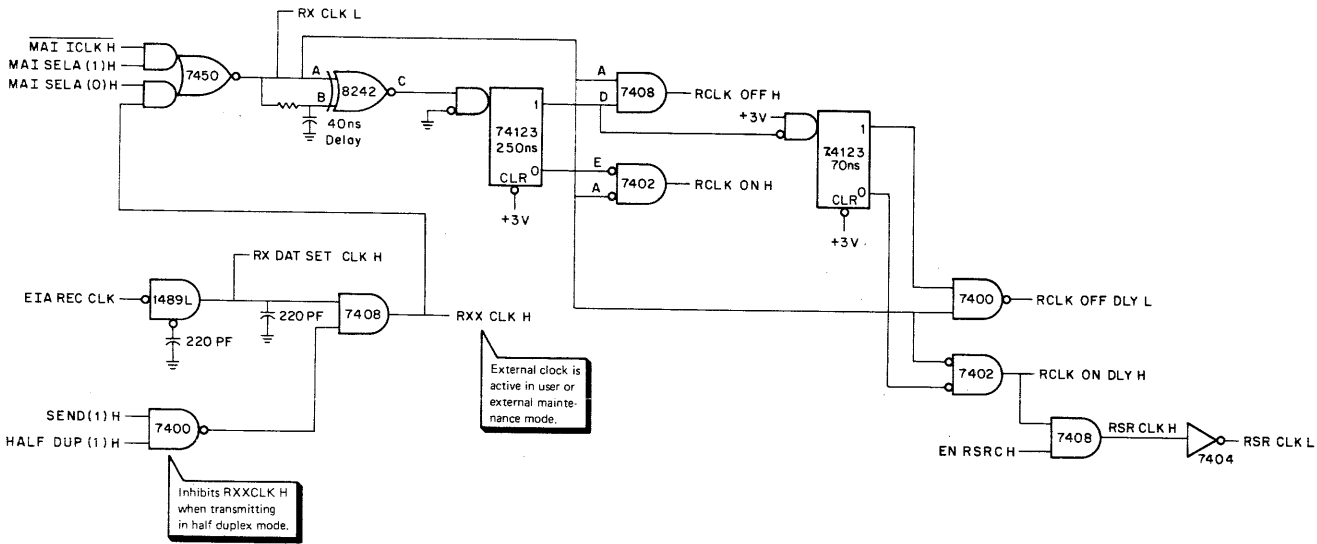 RX CLK L
MAI ICLK H
MAI SELA (1) H
MAI SELA (0) H
7450
A
B
8242
C
40ns
Delay
1
74123
250ns
0
CLR
+3V
A
D
7408
RCLK OFF H
E
A
7402
RCLK ON H
+3V
1
74123
70ns
0
CLR
+3V
RX DAT SET CLK H
EIA REC CLK
1489L
220 PF
220 PF
7408
RXX CLK H
External clock is
active in user or
external mainte-
nance mode.
SEND(1) H
HALF DUP (1) H
7400
Inhibits RXXCLK H
when transmitting
in half duplex mode.
7400
RCLK OFF DLY L
7402
RCLK ON DLY H
EN RSRC H
7408
RSR CLK H
7404
RSR CLK L